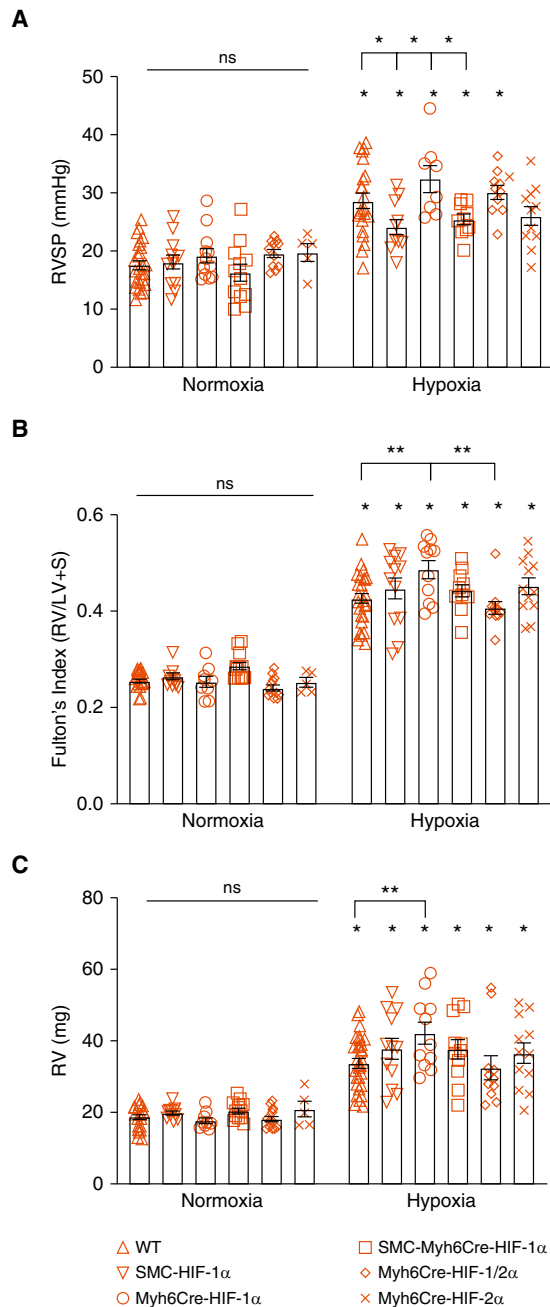 A
* * *
ns
* * * * *
50
40
30
20
10
0
RVSP (mmHg)
Normoxia Hypoxia
B
** **
ns
* * * * * *
0.6
0.4
0.2
0.0
Fulton's Index (RV/LV+S)
Normoxia Hypoxia
C
ns
**
* * * * * *
80
60
40
20
0
RV (mg)
Normoxia Hypoxia
WT
SMC-HIF-1α
Myh6Cre-HIF-1α
SMC-Myh6Cre-HIF-1α
Myh6Cre-HIF-1/2α
Myh6Cre-HIF-2α